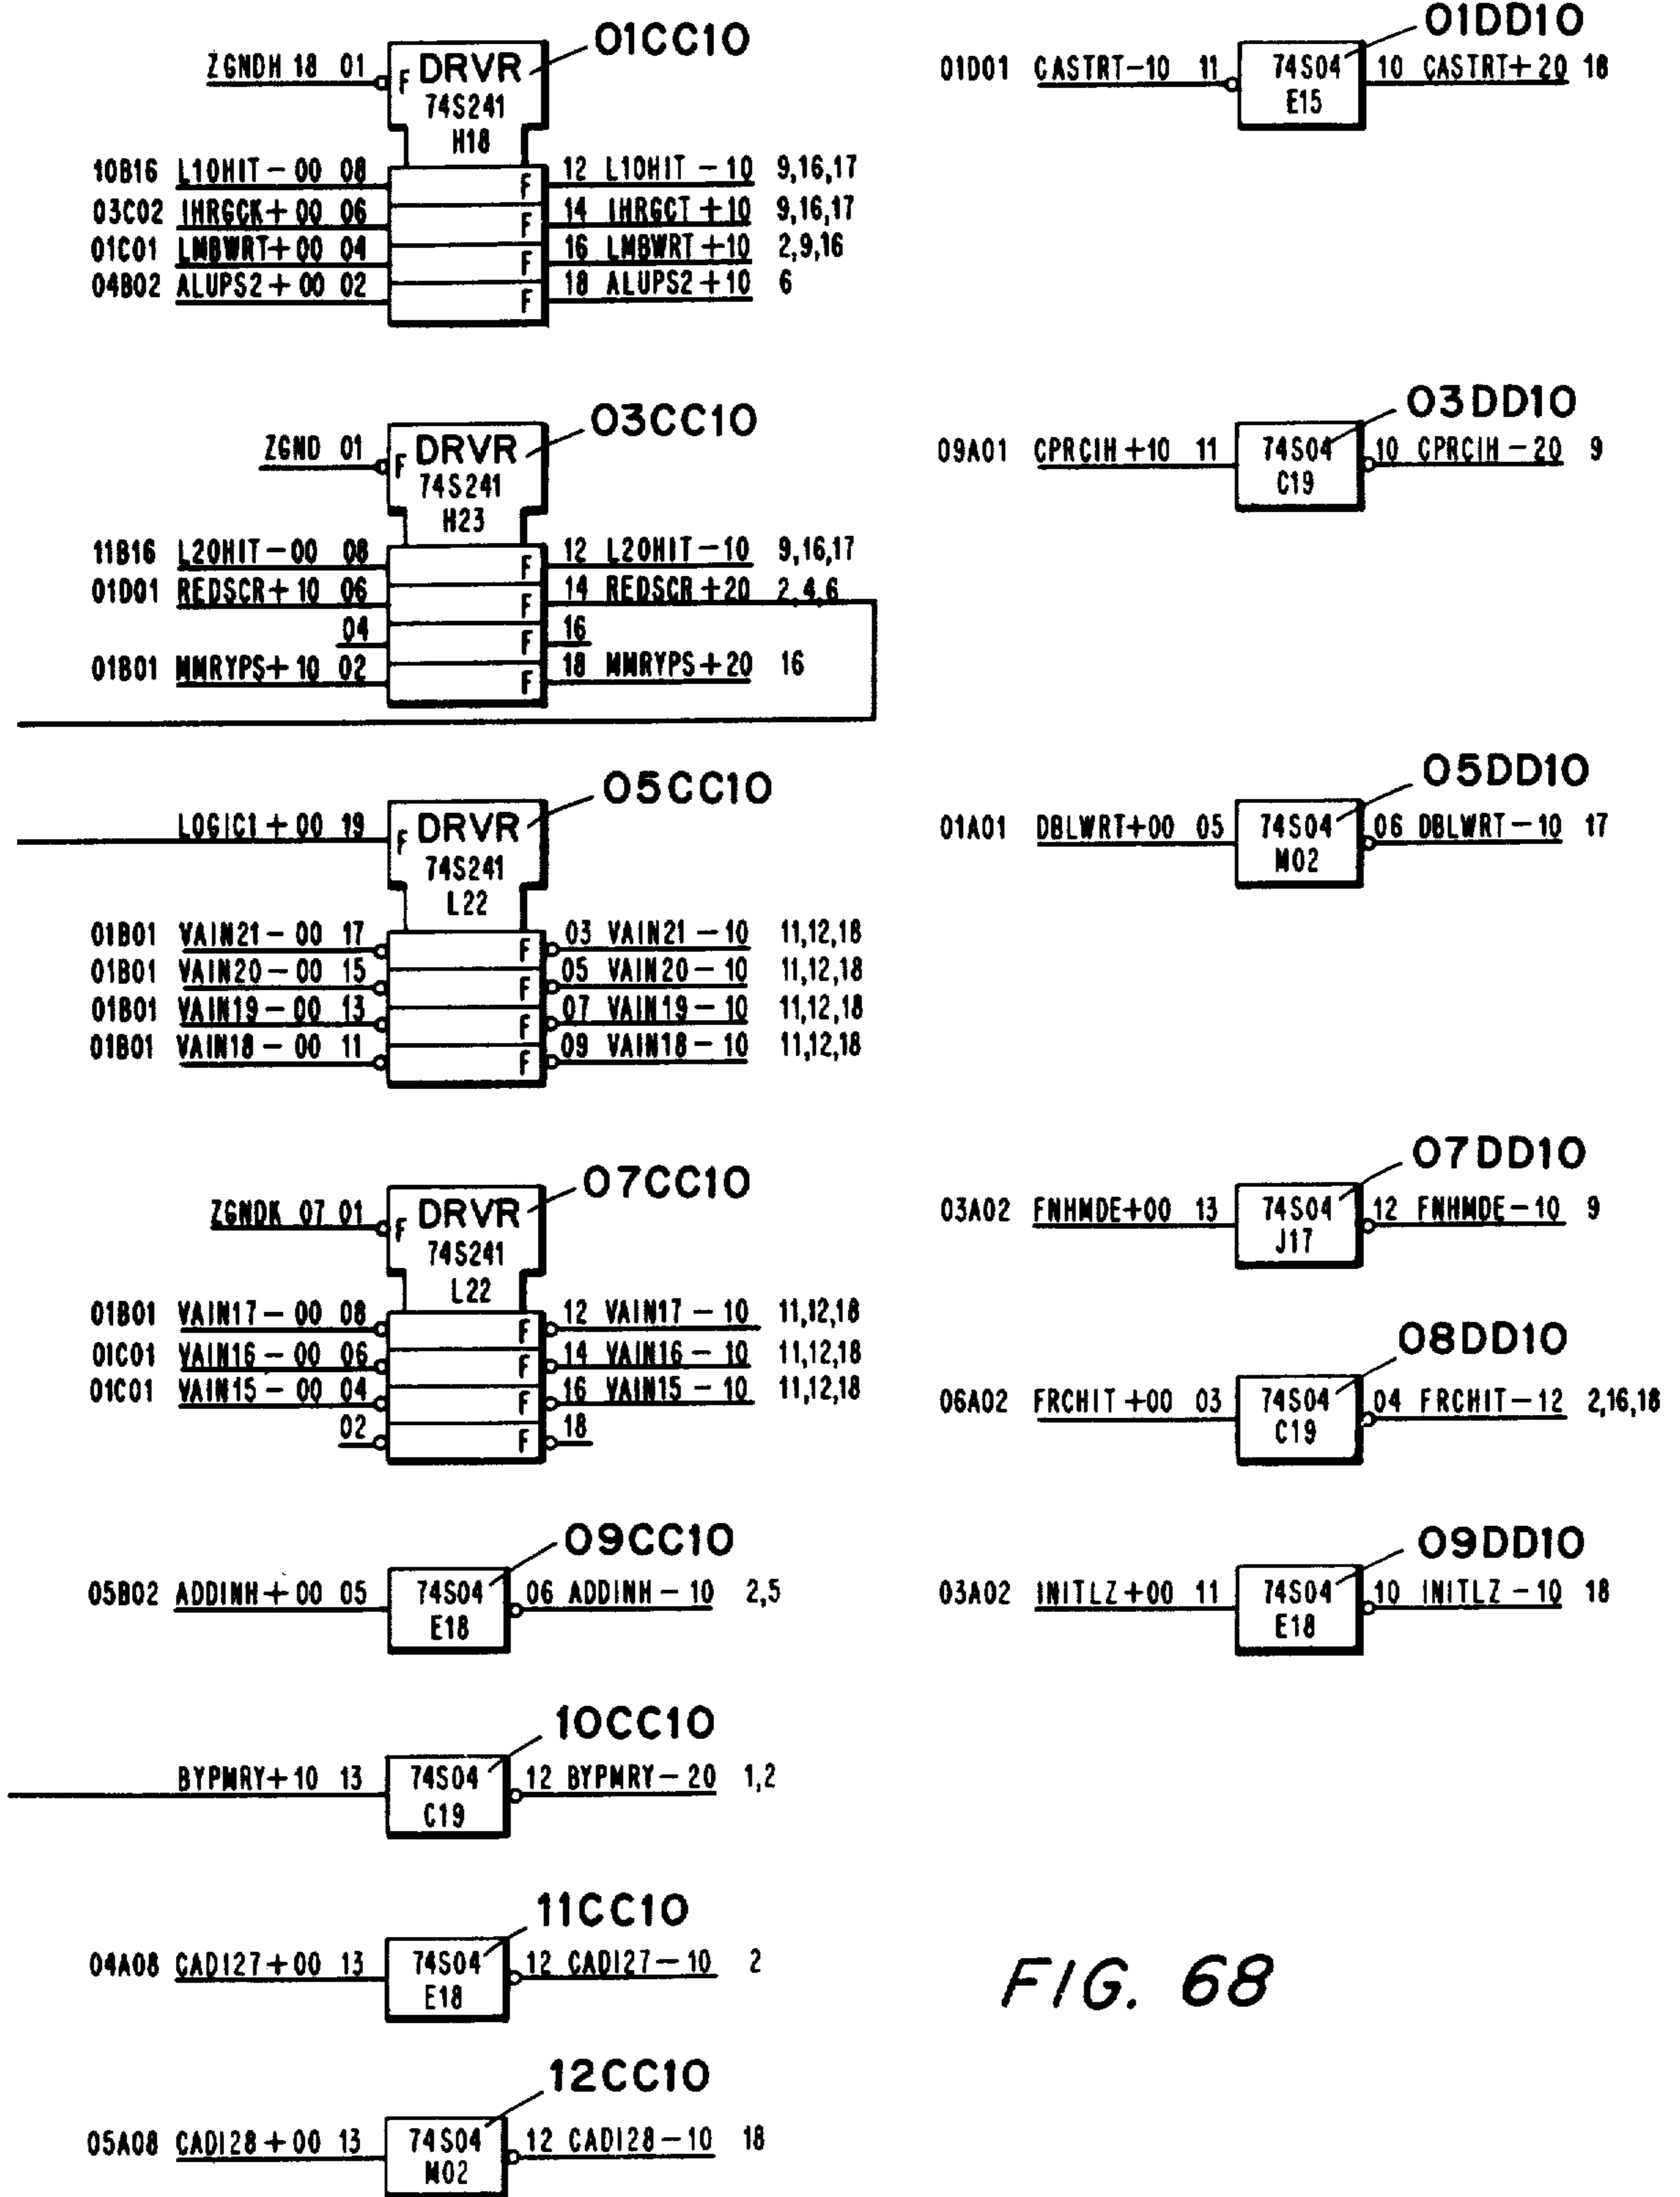 01CC10
ZGNDH 18 01 F DRVR
74S241
H18
10B16 L10HIT-00 08 F 12 L10HIT-10 9,16,17
03C02 IHRGCK+00 06 F 14 IHRGCT+10 9,16,17
01C01 LMBWRT+00 04 F 16 LMBWRT+10 2,9,16
04B02 ALUPS2+00 02 F 18 ALUPS2+10 6
03CC10
ZGND 01 F DRVR
74S241
H23
11B16 L20HIT-00 08 F 12 L20HIT-10 9,16,17
01D01 REDSCR+10 06 F 14 REDSCR+20 2,4,6
04 F 16
01B01 MMRYPS+10 02 F 18 MMRYPS+20 16
05CC10
LOGIC1+00 19 F DRVR
74S241
L22
01B01 VAIN21-00 17 F 03 VAIN21-10 11,12,18
01B01 VAIN20-00 15 F 05 VAIN20-10 11,12,18
01B01 VAIN19-00 13 F 07 VAIN19-10 11,12,18
01B01 VAIN18-00 11 F 09 VAIN18-10 11,12,18
07CC10
ZGNDK 07 01 F DRVR
74S241
L22
01B01 VAIN17-00 08 F 12 VAIN17-10 11,12,18
01C01 VAIN16-00 06 F 14 VAIN16-10 11,12,18
01C01 VAIN15-00 04 F 16 VAIN15-10 11,12,18
02 F 18
09CC10
05B02 ADDINH+00 05 74S04 06 ADDINH-10 2,5
E18
10CC10
BYPMRY+10 13 74S04 12 BYPMRY-20 1,2
C19
11CC10
04A08 CADI27+00 13 74S04 12 CADI27-10 2
E18
12CC10
05A08 CADI28+00 13 74S04 12 CADI28-10 18
M02
01DD10
01D01 CASTRT-10 11 74S04 10 CASTRT+20 18
E15
03DD10
09A01 CPRCIH+10 11 74S04 10 CPRCIH-20 9
C19
05DD10
01A01 DBLWRT+00 05 74S04 06 DBLWRT-10 17
M02
07DD10
03A02 FNHMDE+00 13 74S04 12 FNHMDE-10 9
J17
08DD10
06A02 FRCHIT+00 03 74S04 04 FRCHIT-12 2,16,18
C19
09DD10
03A02 INITLZ+00 11 74S04 10 INITLZ-10 18
E18
FIG. 68